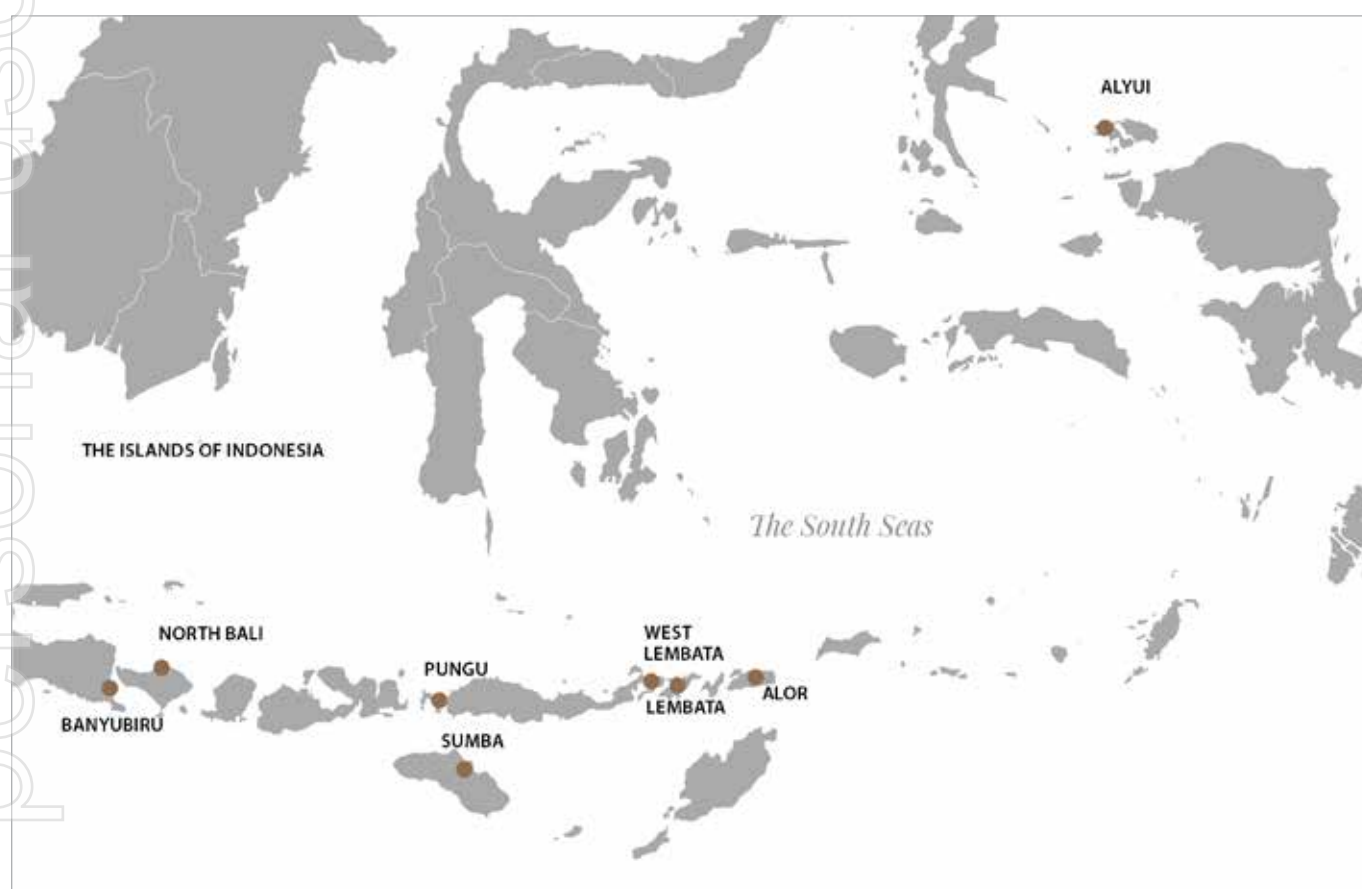 ALYUI
THE ISLANDS OF INDONESIA
The South Seas
NORTH BALI
WEST
LEMBATA
PUNGU
ALOR
LEMBATA
BANYUBIRU
SUMBA